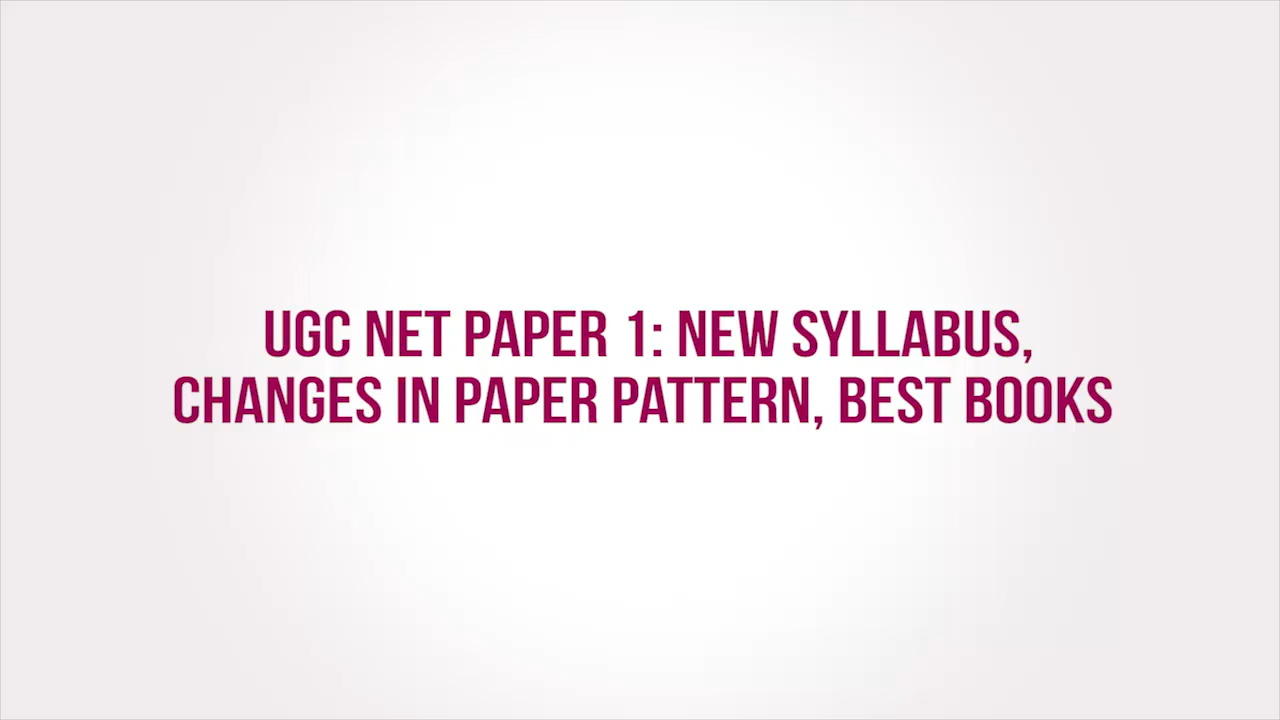 UGC NET PAPER 1: NEW SYLLABUS,
CHANGES IN PAPER PATTERN, BEST BOOKS